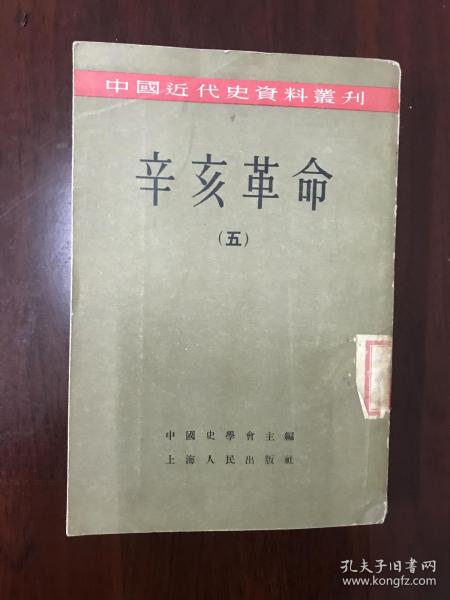 中國近代史資料叢刊
辛亥革命
(五)
中國史學會主編
上海人民出版社
孔夫子旧书网
www.kongfz.com